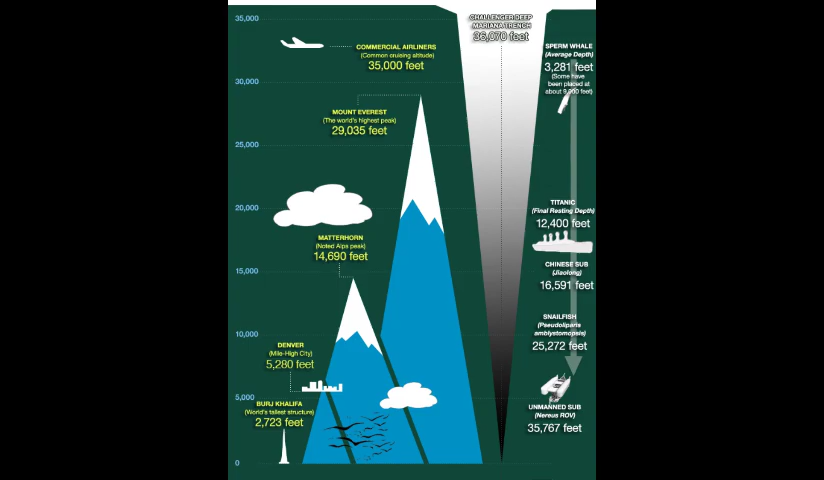 35,000
CHALLENGER DEEP
MARIANA TRENCH
36,070 feet
COMMERCIAL AIRLINERS
(Common cruising altitude)
35,000 feet
SPERM WHALE
(Average Depth)
3,281 feet
(Some have
been placed at
about 9,800 feet)
30,000
MOUNT EVEREST
(The world's highest peak)
29,035 feet
25,000
20,000
TITANIC
(Final Resting Depth)
12,400 feet
MATTERHORN
(Noted Alps peak)
14,690 feet
15,000
CHINESE SUB
(Jiaolong)
16,591 feet
10,000
SNAILFISH
(Pseudoliparis
amblystomopsis)
25,272 feet
DENVER
(Mile-High City)
5,280 feet
5,000
BURJ KHALIFA
(World's tallest structure)
2,723 feet
UNMANNED SUB
(Nereus ROV)
35,767 feet
0